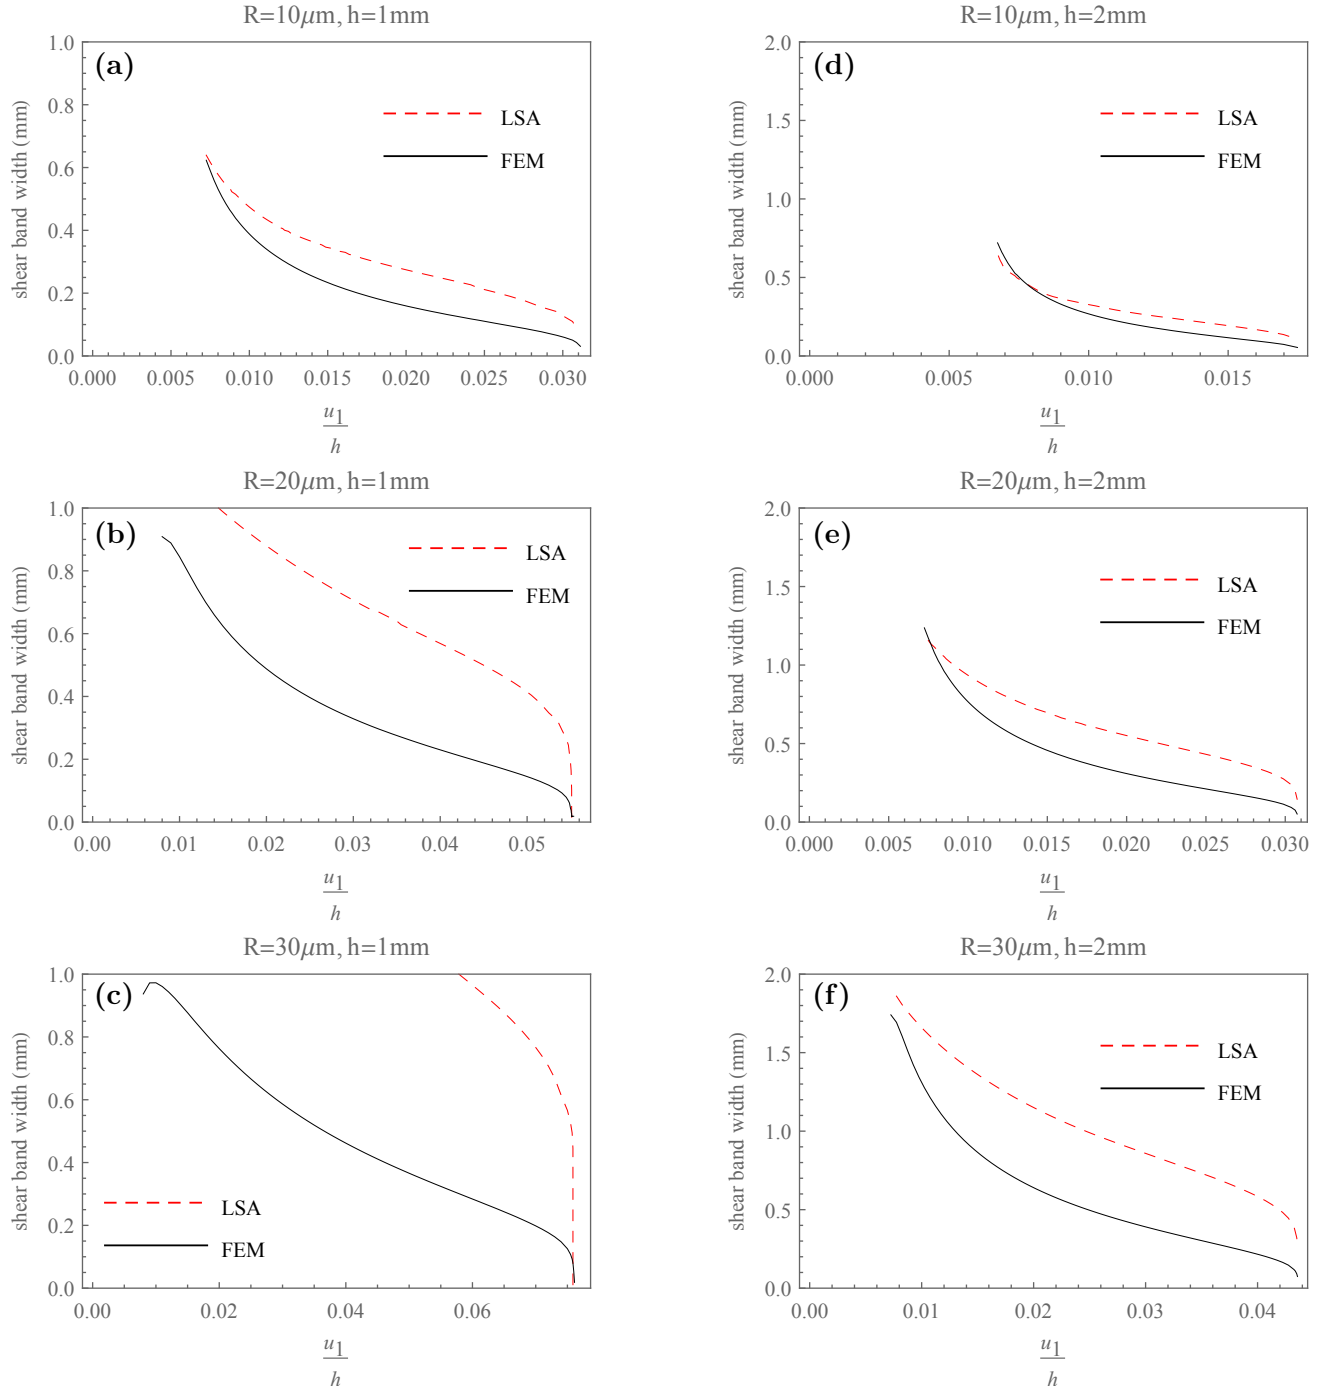 R=10μm, h=1mm
(a)
shear band width (mm)
1.0
0.8
0.6
0.4
0.2
0.0
LSA
FEM
0.000 0.005 0.010 0.015 0.020 0.025 0.030
u1
h
R=10μm, h=2mm
(d)
shear band width (mm)
2.0
1.5
1.0
0.5
0.0
LSA
FEM
0.000 0.005 0.010 0.015
u1
h
R=20μm, h=1mm
(b)
shear band width (mm)
1.0
0.8
0.6
0.4
0.2
0.0
LSA
FEM
0.00 0.01 0.02 0.03 0.04 0.05
u1
h
R=20μm, h=2mm
(e)
shear band width (mm)
2.0
1.5
1.0
0.5
0.0
LSA
FEM
0.000 0.005 0.010 0.015 0.020 0.025 0.030
u1
h
R=30μm, h=1mm
(c)
shear band width (mm)
1.0
0.8
0.6
0.4
0.2
0.0
LSA
FEM
0.00 0.02 0.04 0.06
u1
h
R=30μm, h=2mm
(f)
shear band width (mm)
2.0
1.5
1.0
0.5
0.0
LSA
FEM
0.00 0.01 0.02 0.03 0.04
u1
h